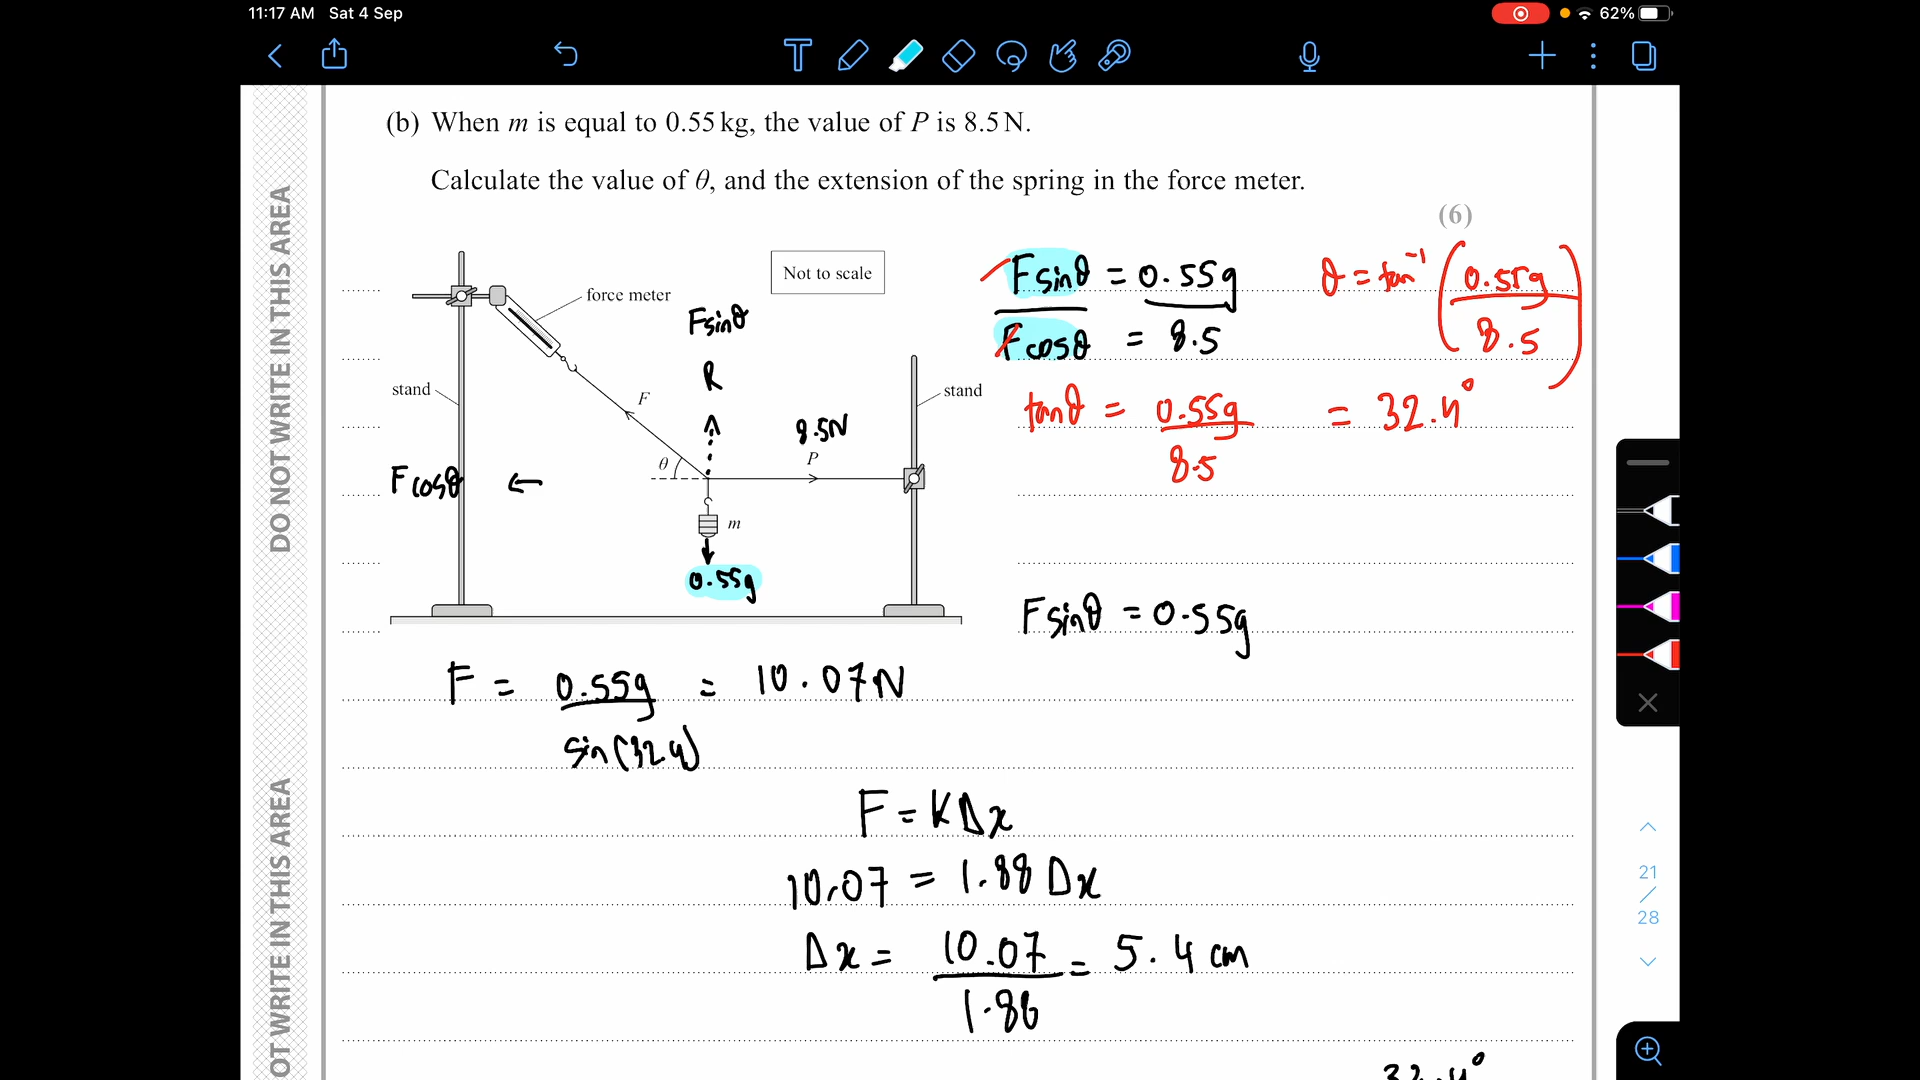 11:17 AM Sat 4 Sep
62%
(b) When m is equal to 0.55 kg, the value of P is 8.5 N.
Calculate the value of θ, and the extension of the spring in the force meter.
(6)
DO NOT WRITE IN THIS AREA
OT WRITE IN THIS AREA
Not to scale
force meter
stand
stand
F
θ
P
m
Fsinθ
R
8.5N
Fcosθ ←
0.55g
Fsinθ = 0.55g
Fcosθ = 8.5
θ = tan⁻¹ (0.55g / 8.5)
tanθ = 0.55g / 8.5
= 32.4°
Fsinθ = 0.55g
F = 0.55g / sin(32.4) = 10.07N
F = KΔx
10.07 = 1.88 Δx
Δx = 10.07 / 1.86 = 5.4 cm
32.4°
21
/
28